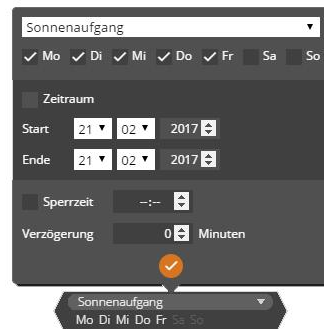 Sonnenaufgang
Mo Di Mi Do Fr Sa So
Zeitraum
Start 21 02 2017
Ende 21 02 2017
Sperrzeit --:--
Verzögerung 0 Minuten
Sonnenaufgang
Mo Di Mi Do Fr Sa So